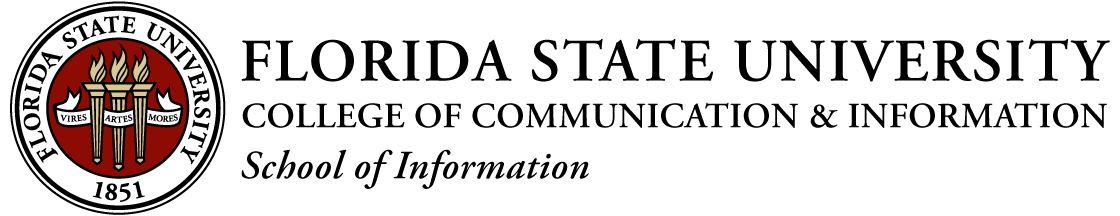 FLORIDA STATE UNIVERSITY
VIRES ARTES MORES
1851
FLORIDA STATE UNIVERSITY
COLLEGE OF COMMUNICATION & INFORMATION
School of Information